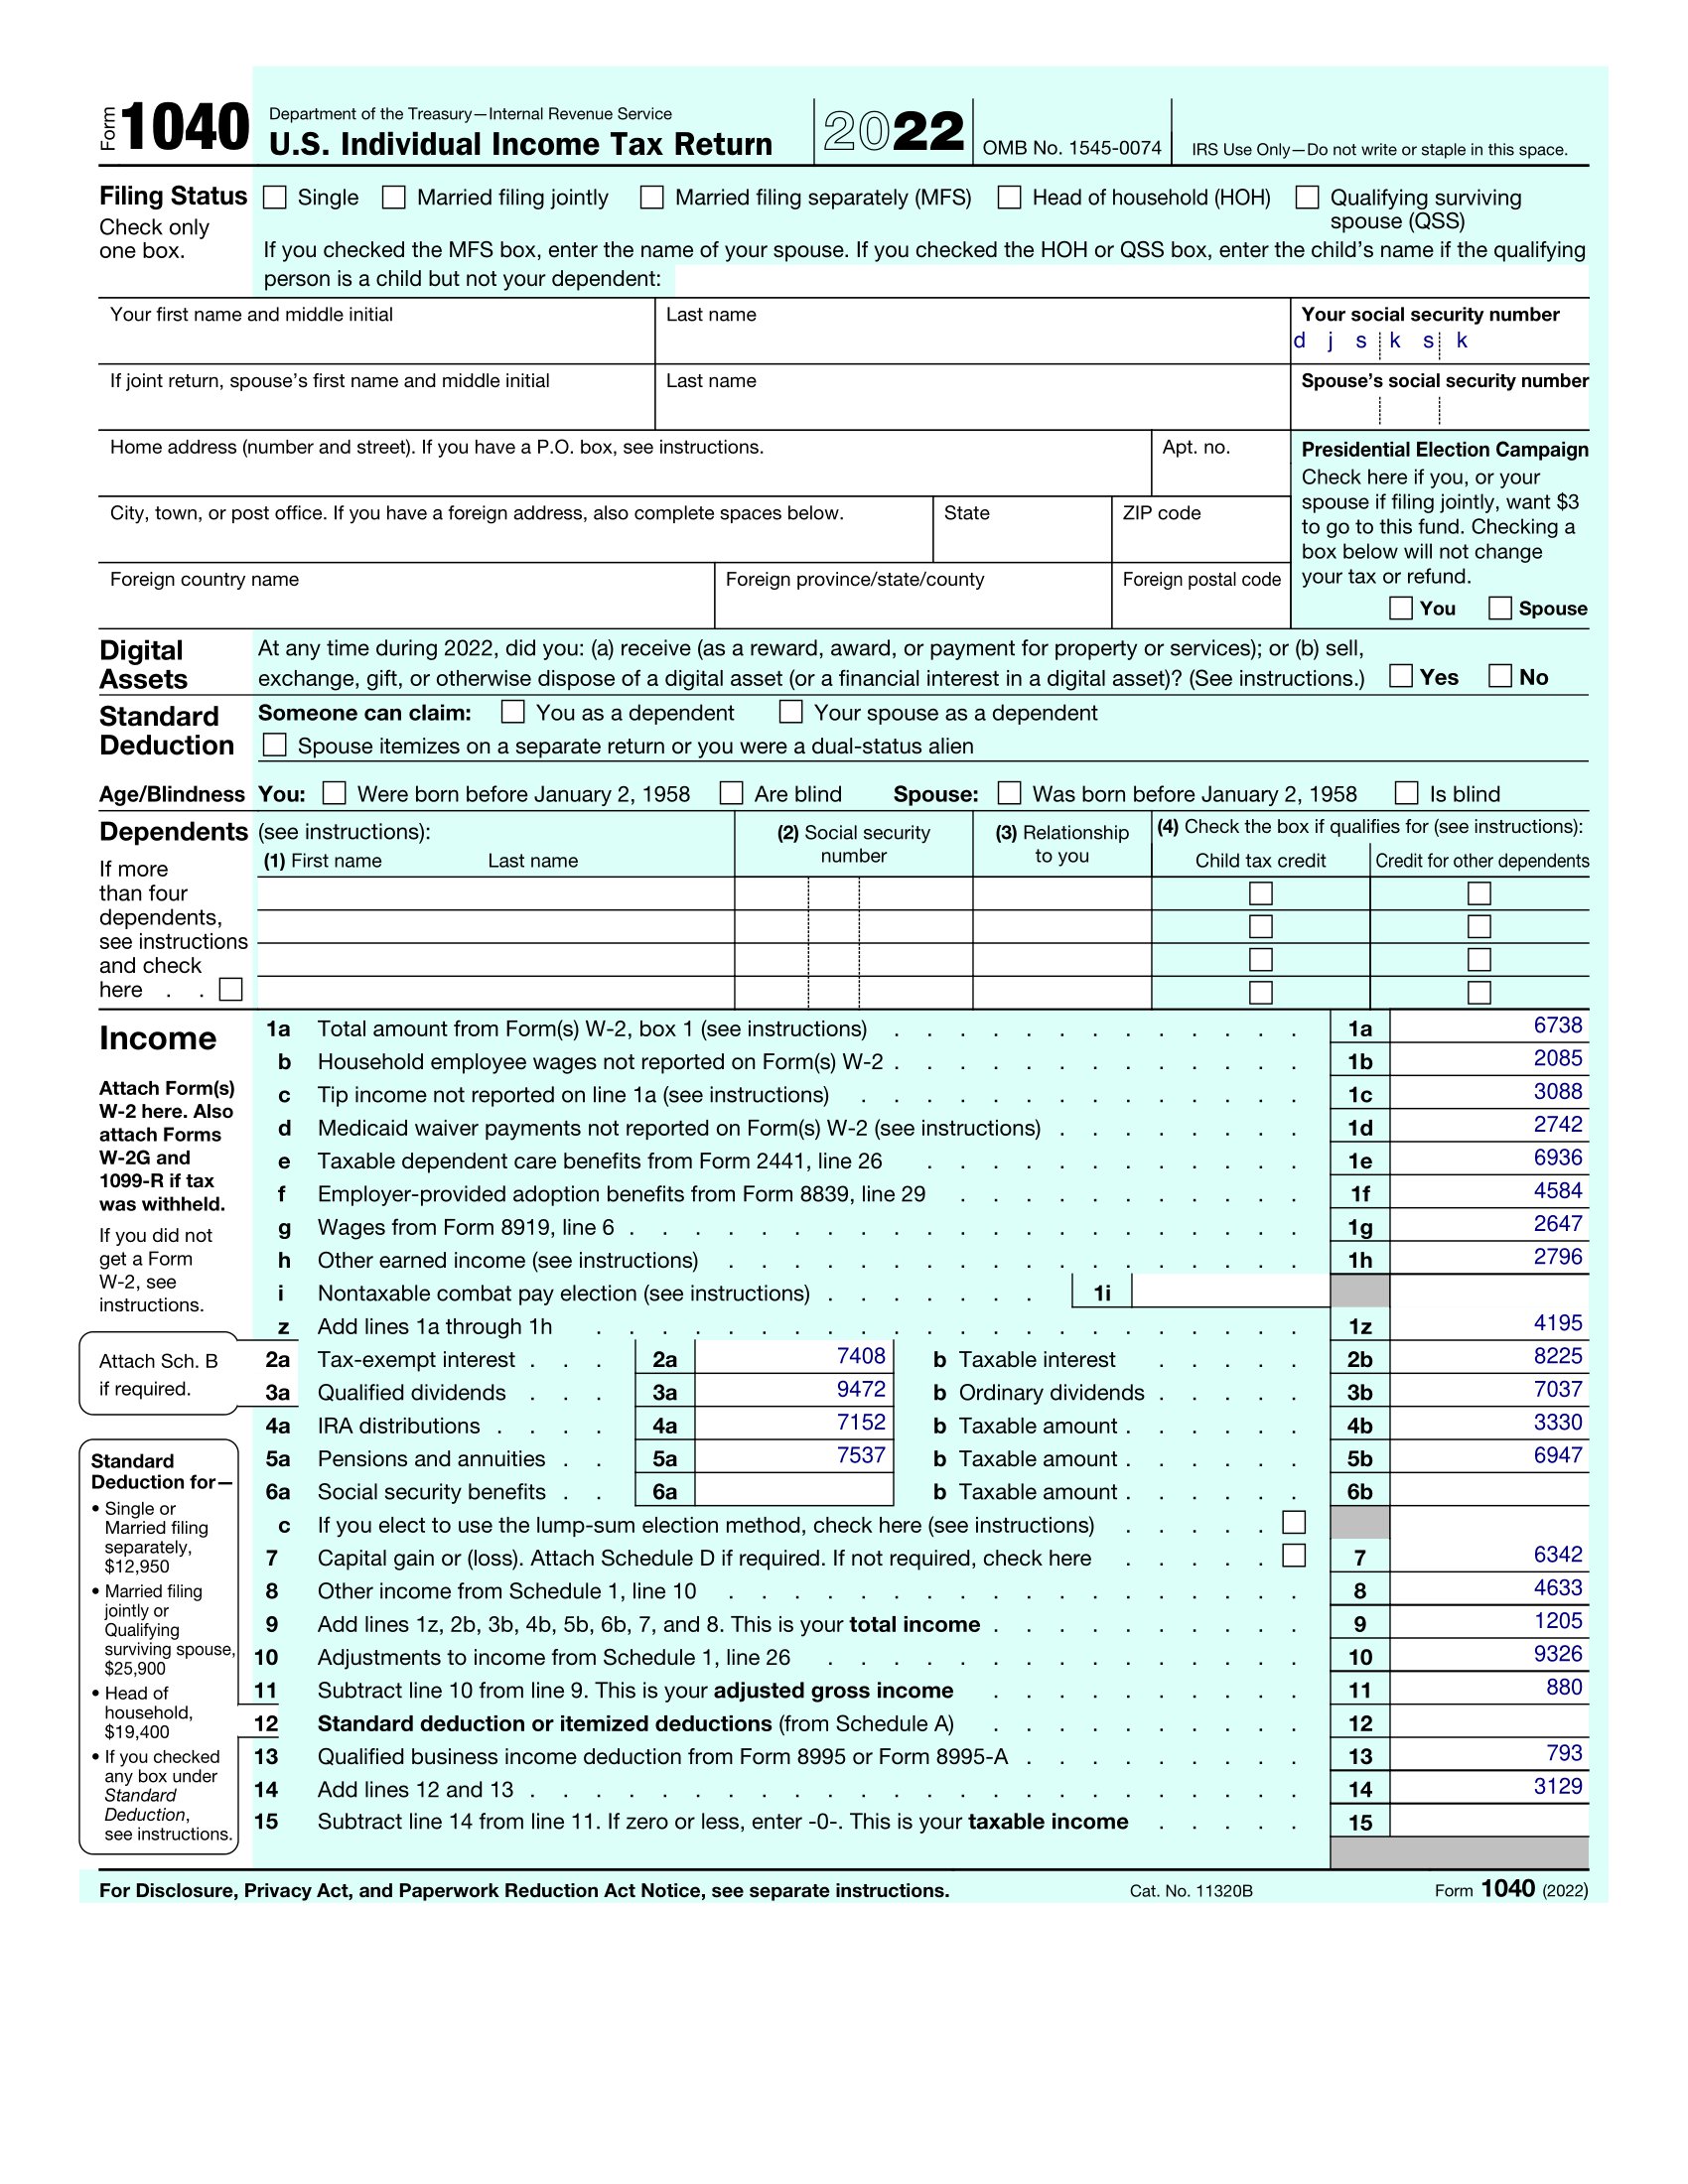 Form 1040 Department of the Treasury—Internal Revenue Service
U.S. Individual Income Tax Return 2022 OMB No. 1545-0074 IRS Use Only—Do not write or staple in this space.
Filing Status
Check only
one box.
Single Married filing jointly Married filing separately (MFS) Head of household (HOH) Qualifying surviving
spouse (QSS)
If you checked the MFS box, enter the name of your spouse. If you checked the HOH or QSS box, enter the child's name if the qualifying
person is a child but not your dependent:
Your first name and middle initial Last name Your social security number
d j s k s k
If joint return, spouse's first name and middle initial Last name Spouse's social security number
Home address (number and street). If you have a P.O. box, see instructions. Apt. no.
City, town, or post office. If you have a foreign address, also complete spaces below. State ZIP code
Foreign country name Foreign province/state/county Foreign postal code
Presidential Election Campaign
Check here if you, or your
spouse if filing jointly, want $3
to go to this fund. Checking a
box below will not change
your tax or refund.
You Spouse
Digital
Assets
At any time during 2022, did you: (a) receive (as a reward, award, or payment for property or services); or (b) sell,
exchange, gift, or otherwise dispose of a digital asset (or a financial interest in a digital asset)? (See instructions.) Yes No
Standard
Deduction
Someone can claim: You as a dependent Your spouse as a dependent
Spouse itemizes on a separate return or you were a dual-status alien
Age/Blindness You: Were born before January 2, 1958 Are blind Spouse: Was born before January 2, 1958 Is blind
Dependents (see instructions):
(1) First name Last name
(2) Social security
number
(3) Relationship
to you
(4) Check the box if qualifies for (see instructions):
Child tax credit Credit for other dependents
If more
than four
dependents,
see instructions
and check
here . .
Income
Attach Form(s)
W-2 here. Also
attach Forms
W-2G and
1099-R if tax
was withheld.
If you did not
get a Form
W-2, see
instructions.
1a Total amount from Form(s) W-2, box 1 (see instructions) 1a 6738
b Household employee wages not reported on Form(s) W-2 1b 2085
c Tip income not reported on line 1a (see instructions) 1c 3088
d Medicaid waiver payments not reported on Form(s) W-2 (see instructions) 1d 2742
e Taxable dependent care benefits from Form 2441, line 26 1e 6936
f Employer-provided adoption benefits from Form 8839, line 29 1f 4584
g Wages from Form 8919, line 6 1g 2647
h Other earned income (see instructions) 1h 2796
i Nontaxable combat pay election (see instructions) 1i
z Add lines 1a through 1h 1z 4195
Attach Sch. B
if required.
2a Tax-exempt interest 2a 7408 b Taxable interest 2b 8225
3a Qualified dividends 3a 9472 b Ordinary dividends 3b 7037
4a IRA distributions 4a 7152 b Taxable amount 4b 3330
5a Pensions and annuities 5a 7537 b Taxable amount 5b 6947
6a Social security benefits 6a b Taxable amount 6b
c If you elect to use the lump-sum election method, check here (see instructions)
7 Capital gain or (loss). Attach Schedule D if required. If not required, check here 7 6342
8 Other income from Schedule 1, line 10 8 4633
9 Add lines 1z, 2b, 3b, 4b, 5b, 6b, 7, and 8. This is your total income 9 1205
10 Adjustments to income from Schedule 1, line 26 10 9326
11 Subtract line 10 from line 9. This is your adjusted gross income 11 880
12 Standard deduction or itemized deductions (from Schedule A) 12
13 Qualified business income deduction from Form 8995 or Form 8995-A 13 793
14 Add lines 12 and 13 14 3129
15 Subtract line 14 from line 11. If zero or less, enter -0-. This is your taxable income 15
Standard
Deduction for—
• Single or
Married filing
separately,
$12,950
• Married filing
jointly or
Qualifying
surviving spouse,
$25,900
• Head of
household,
$19,400
• If you checked
any box under
Standard
Deduction,
see instructions.
For Disclosure, Privacy Act, and Paperwork Reduction Act Notice, see separate instructions. Cat. No. 11320B Form 1040 (2022)